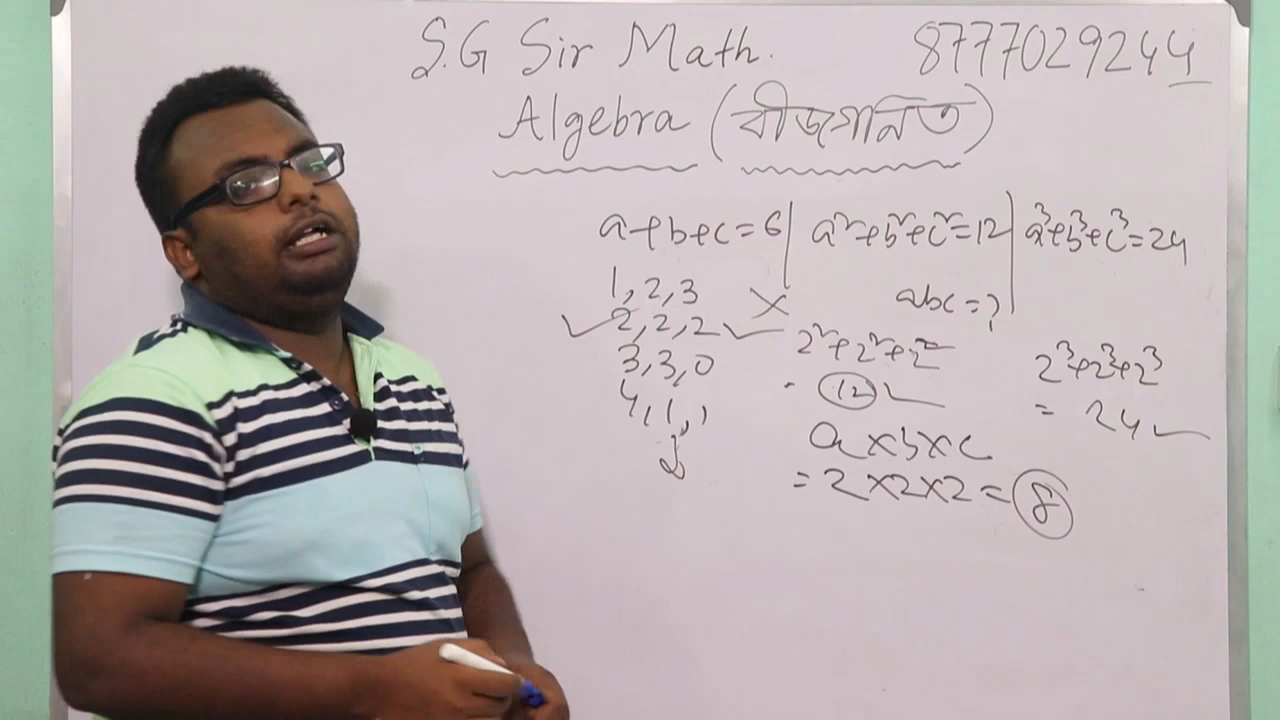 S.G Sir Math. 8777029244
Algebra (বীজগনিত)
a+b+c=6 | a²+b²+c²=12 | a³+b³+c³=24
abc=?
1,2,3 ×
✓ 2,2,2 ✓
3,3,0
4,1,1
2²+2²+2²
12 ✓
2³+2³+2³
= 24 ✓
a×b×c
=2×2×2=8